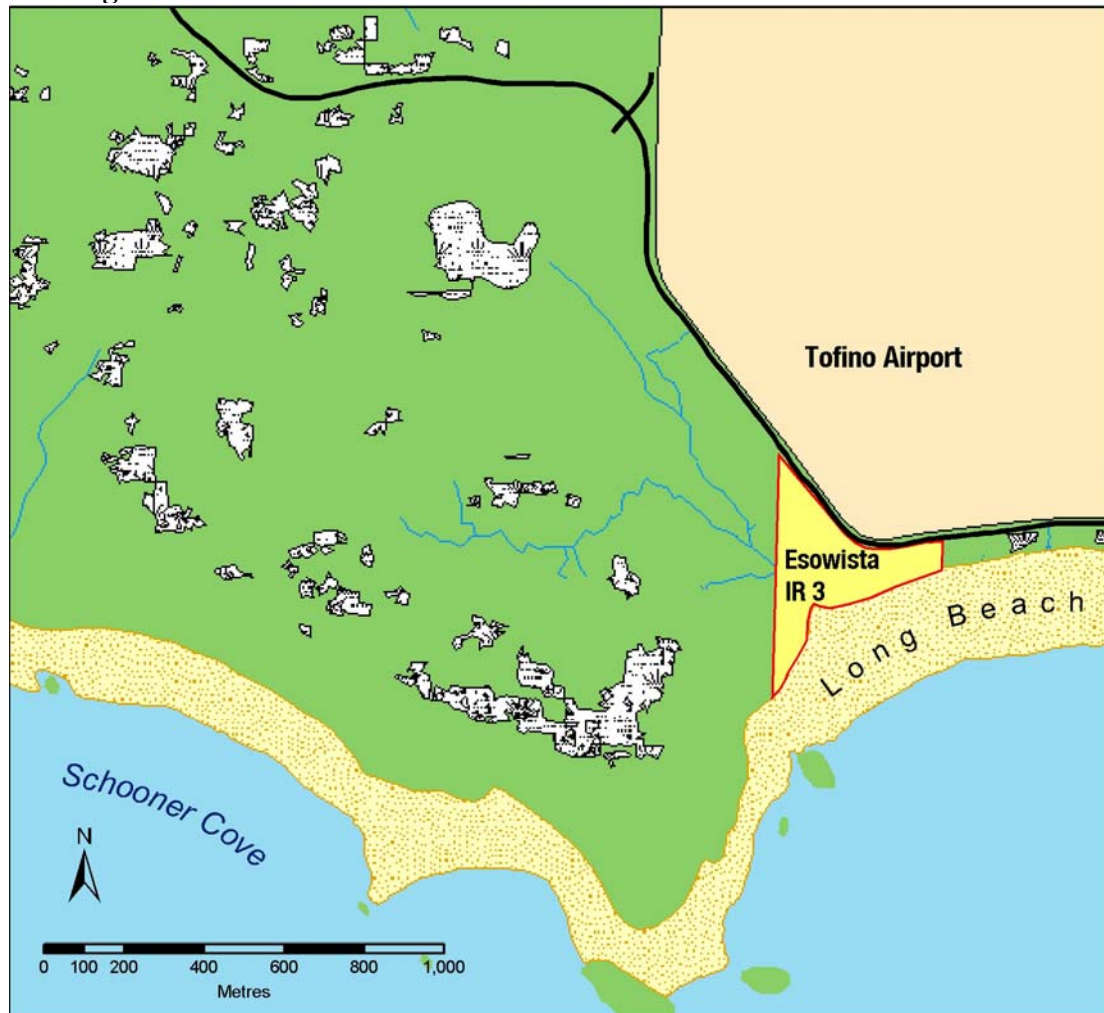 Tofino Airport
Esowista
IR 3
Long Beach
Schooner Cove
N
0 100 200 400 600 800 1,000
Metres